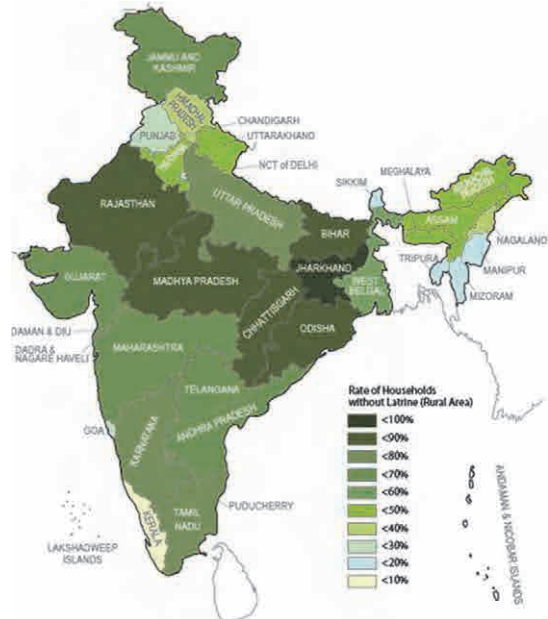 JAMMU AND
KASHMIR
HIMACHAL
PRADESH
PUNJAB
CHANDIGARH
UTTARAKHAND
NCT of DELHI
RAJASTHAN
UTTAR PRADESH
SIKKIM
MEGHALAYA
ASSAM
NAGALAND
BIHAR
TRIPURA
MANIPUR
MIZORAM
JHARKHAND
WEST
GUJARAT
MADHYA PRADESH
CHHATTISGARH
ODISHA
DAMAN & DIU
DADRA &
NAGARE HAVELI
MAHARASHTRA
TELANGANA
ANDHRA PRADESH
GOA
KARNATAKA
PUDUCHERRY
TAMIL
NADU
KERALA
LAKSHADWEEP
ISLANDS
Rate of Households
without Latrine (Rural Area)
<100%
<90%
<80%
<70%
<60%
<50%
<40%
<30%
<20%
<10%
ANDAMAN & NICOBAR ISLANDS